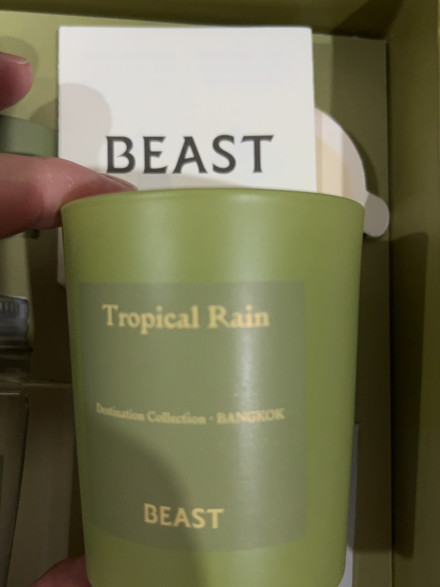 BEAST
Tropical Rain
Destination Collection · BANGKOK
BEAST